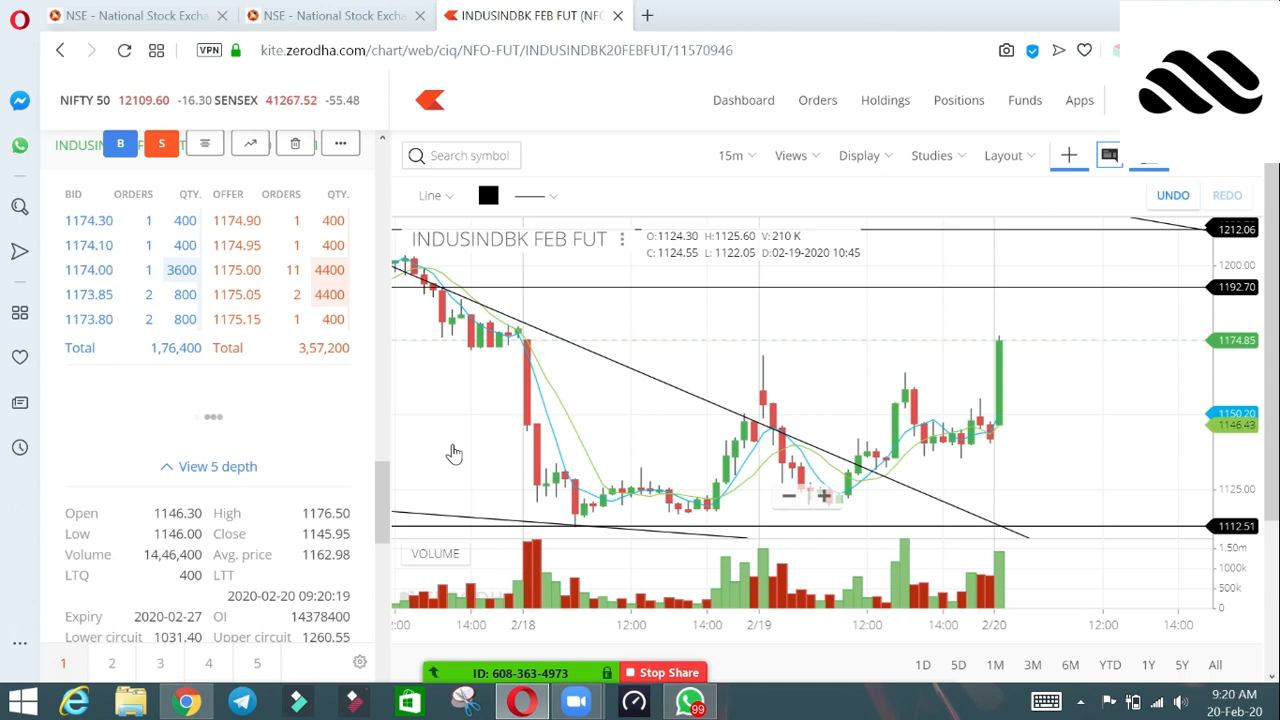 NSE - National Stock Excha
NSE - National Stock Excha
INDUSINDBK FEB FUT (NFO
VPN
kite.zerodha.com/chart/web/ciq/NFO-FUT/INDUSINDBK20FEBFUT/11570946
NIFTY 50 12109.60 -16.30 SENSEX 41267.52 -55.48
Dashboard Orders Holdings Positions Funds Apps
B S
Search symbol
15m Views Display Studies Layout
BID ORDERS QTY. OFFER ORDERS QTY.
1174.30 1 400 1174.90 1 400
1174.10 1 400 1174.95 1 400
1174.00 1 3600 1175.00 11 4400
1173.85 2 800 1175.05 2 4400
1173.80 2 800 1175.15 1 400
Total 1,76,400 Total 3,57,200
View 5 depth
Open 1146.30 High 1176.50
Low 1146.00 Close 1145.95
Volume 14,46,400 Avg. price 1162.98
LTQ 400 LTT
2020-02-20 09:20:19
Expiry 2020-02-27 OI 14378400
Lower circuit 1031.40 Upper circuit 1260.55
1 2 3 4 5
Line
UNDO REDO
INDUSINDBK FEB FUT
O:1124.30 H:1125.60 V:210 K
C:1124.55 L:1122.05 D:02-19-2020 10:45
1212.06
1200.00
1192.70
1174.85
1150.20
1146.43
1125.00
1112.51
VOLUME
1.50m
1000k
500k
0
2:00 14:00 2/18 12:00 14:00 2/19 12:00 14:00 2/20 12:00 14:00
1D 5D 1M 3M 6M YTD 1Y 5Y All
ID: 608-363-4973 Stop Share
99
9:20 AM
20-Feb-20